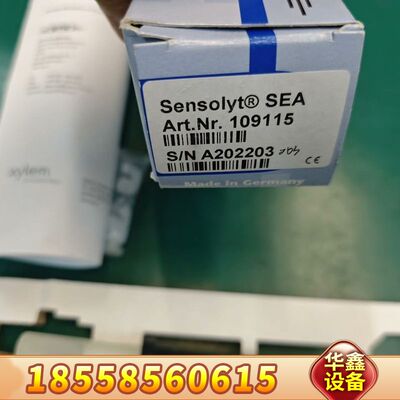 xylem
Sensolyt® SEA
Art.Nr. 109115
S/N A202203
CE
Made in Germany
18558560615
华鑫
设备